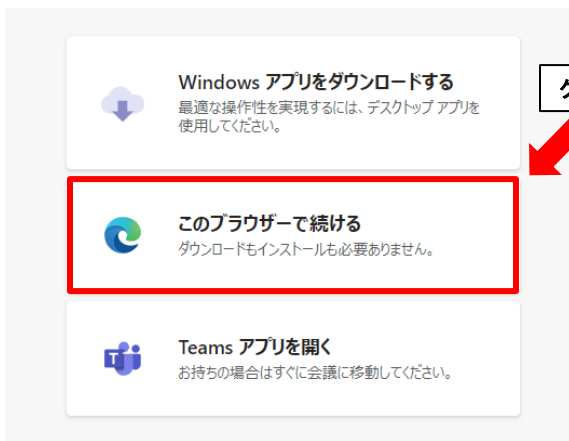 Windows アプリをダウンロードする
最適な操作性を実現するには、デスクトップ アプリを
使用してください。
このブラウザーで続ける
ダウンロードもインストールも必要ありません。
Teams アプリを開く
お持ちの場合はすぐに会議に移動してください。